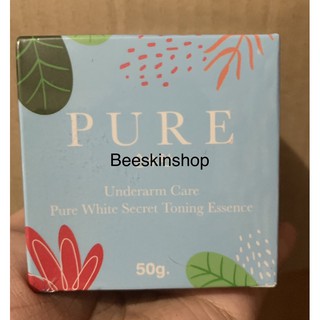 PURE
Beeskinshop
Underarm Care
Pure White Secret Toning Essence
50g.